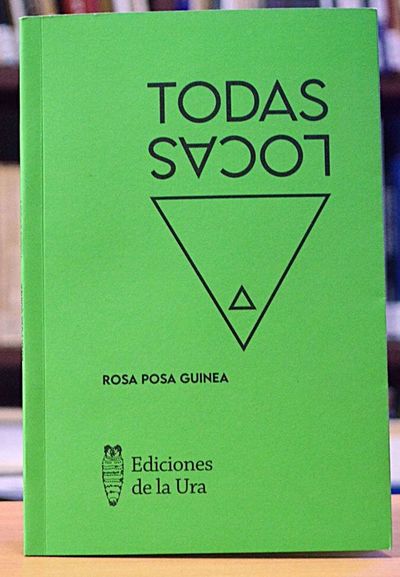 TODAS
LOCAS
ROSA POSA GUINEA
Ediciones
de la Ura